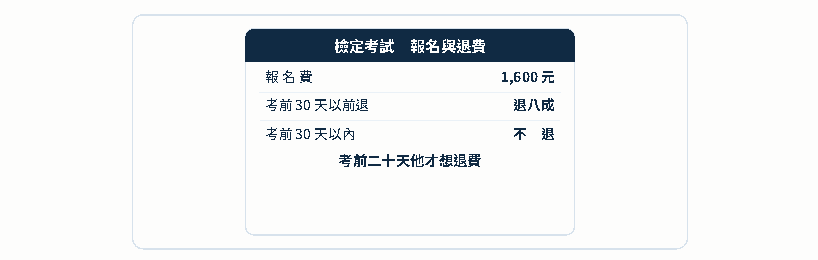 檢定考試　報名與退費
報名費 1,600 元
考前 30 天以前退 退八成
考前 30 天以內 不　退
考前二十天他才想退費